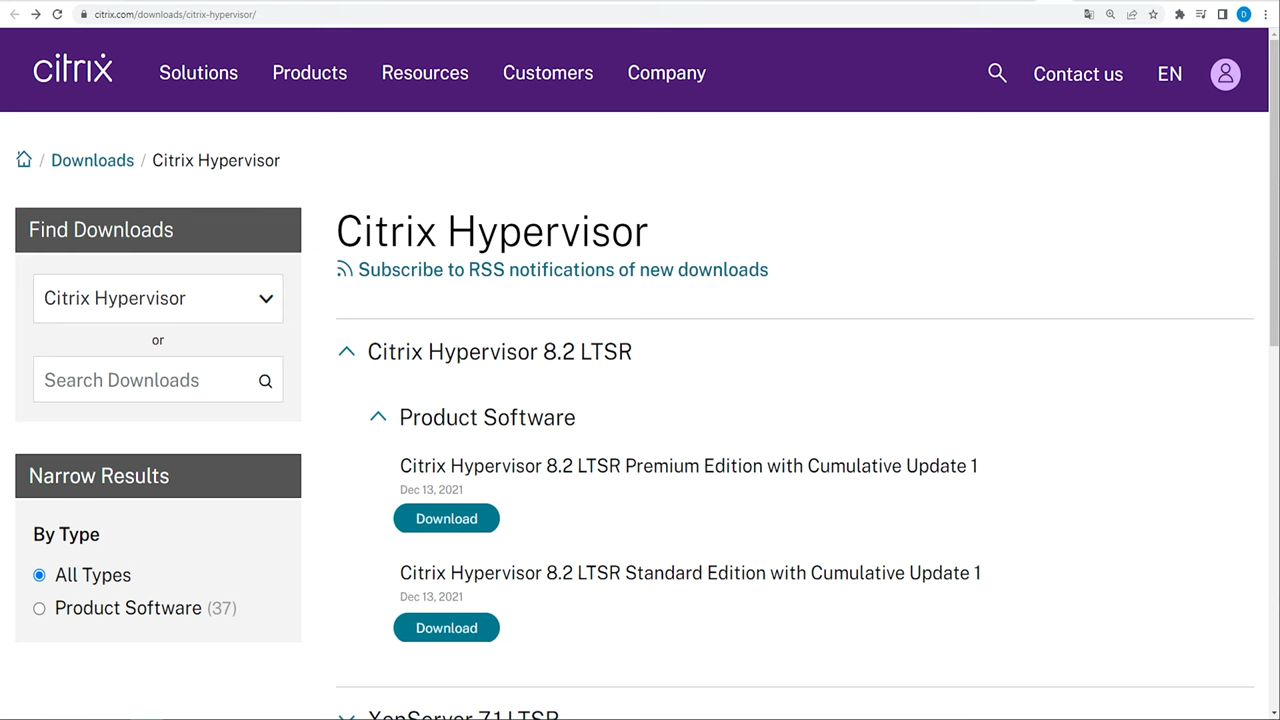 citrix.com/downloads/citrix-hypervisor/
D
citrix
Solutions
Products
Resources
Customers
Company
Contact us
EN
/ Downloads / Citrix Hypervisor
Find Downloads
Citrix Hypervisor
or
Search Downloads
Narrow Results
By Type
All Types
Product Software (37)
Citrix Hypervisor
Subscribe to RSS notifications of new downloads
Citrix Hypervisor 8.2 LTSR
Product Software
Citrix Hypervisor 8.2 LTSR Premium Edition with Cumulative Update 1
Dec 13, 2021
Download
Citrix Hypervisor 8.2 LTSR Standard Edition with Cumulative Update 1
Dec 13, 2021
Download
XenServer 7.1 LTSR